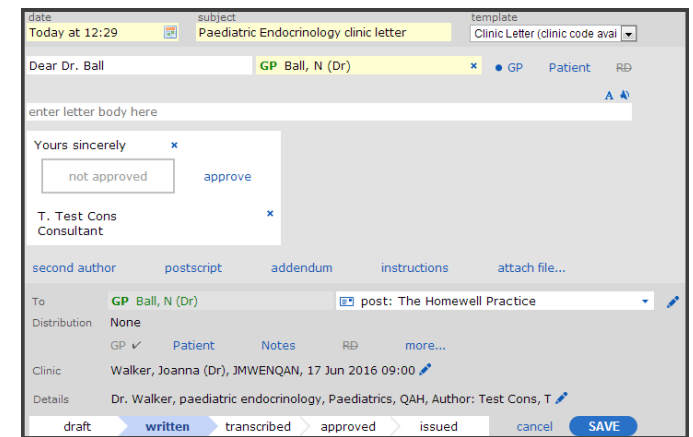 date subject template
Today at 12:29 Paediatric Endocrinology clinic letter Clinic Letter (clinic code avai
Dear Dr. Ball GP Ball, N (Dr) × GP Patient RD
A
enter letter body here
Yours sincerely ×
not approved approve
T. Test Cons ×
Consultant
second author postscript addendum instructions attach file...
To GP Ball, N (Dr) post: The Homewell Practice
Distribution None
GP ✔ Patient Notes RD more...
Clinic Walker, Joanna (Dr), JMWENQAN, 17 Jun 2016 09:00
Details Dr. Walker, paediatric endocrinology, Paediatrics, QAH, Author: Test Cons, T
draft written transcribed approved issued cancel SAVE